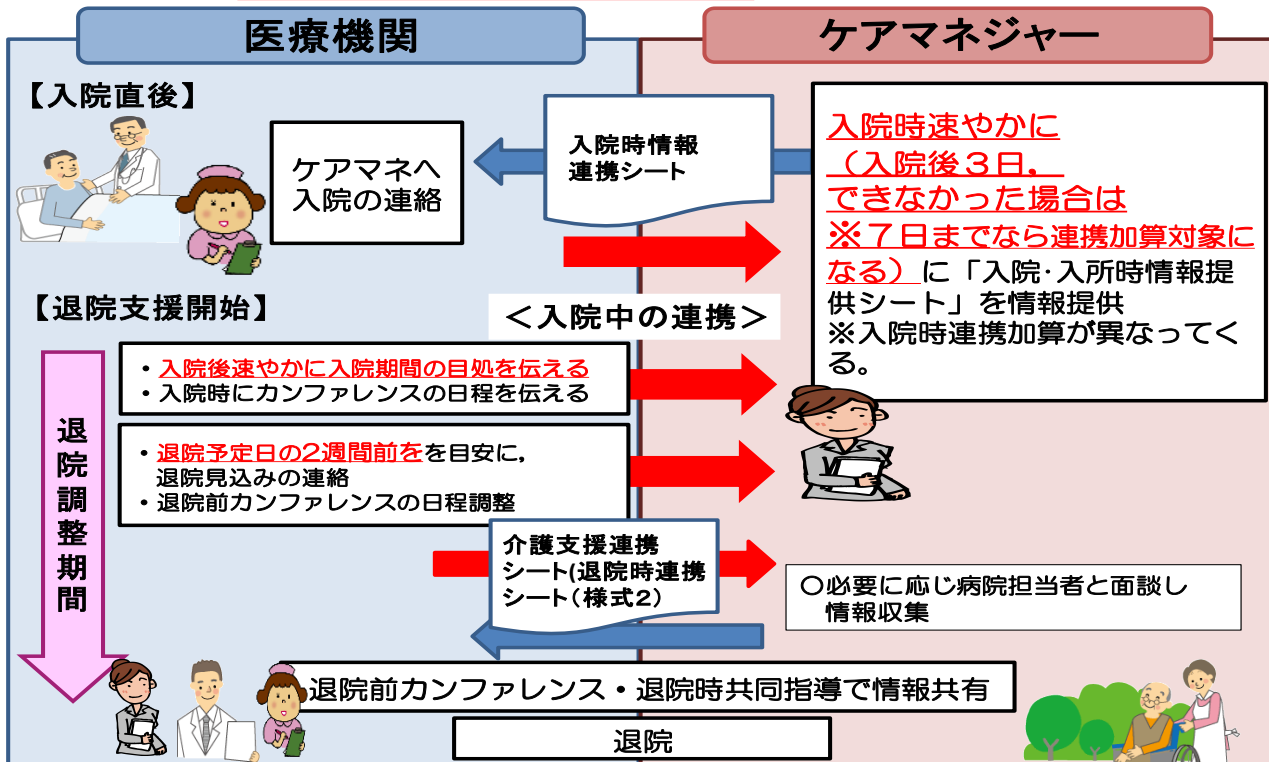 医療機関
ケアマネジャー
【入院直後】
ケアマネへ
入院の連絡
入院時情報
連携シート
入院時速やかに
（入院後３日，
できなかった場合は
※７日までなら連携加算対象に
なる）に「入院･入所時情報提
供シート」を情報提供
※入院時連携加算が異なってく
る。
【退院支援開始】
＜入院中の連携＞
退院調整期間
・入院後速やかに入院期間の目処を伝える
・入院時にカンファレンスの日程を伝える
・退院予定日の2週間前をを目安に，
退院見込みの連絡
・退院前カンファレンスの日程調整
介護支援連携
シート(退院時連携
シート（様式２）
〇必要に応じ病院担当者と面談し
情報収集
退院前カンファレンス・退院時共同指導で情報共有
退院